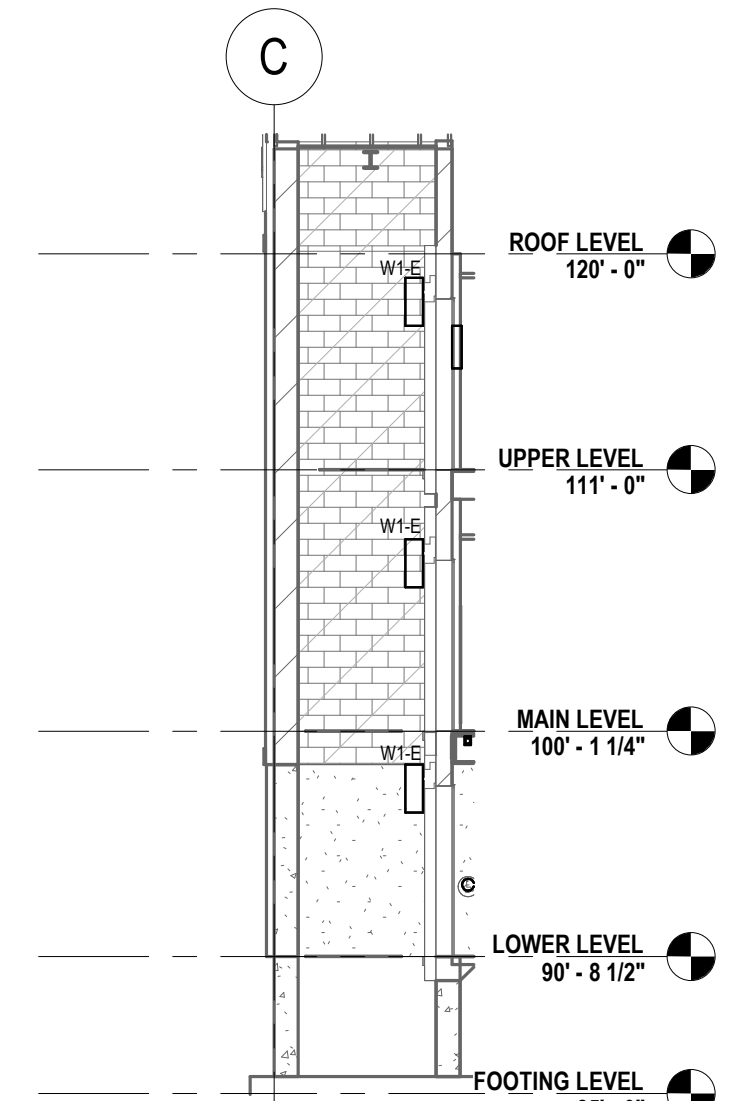 C
ROOF LEVEL
120' - 0"
W1-E
UPPER LEVEL
111' - 0"
W1-E
MAIN LEVEL
100' - 1 1/4"
W1-E
C
LOWER LEVEL
90' - 8 1/2"
FOOTING LEVEL